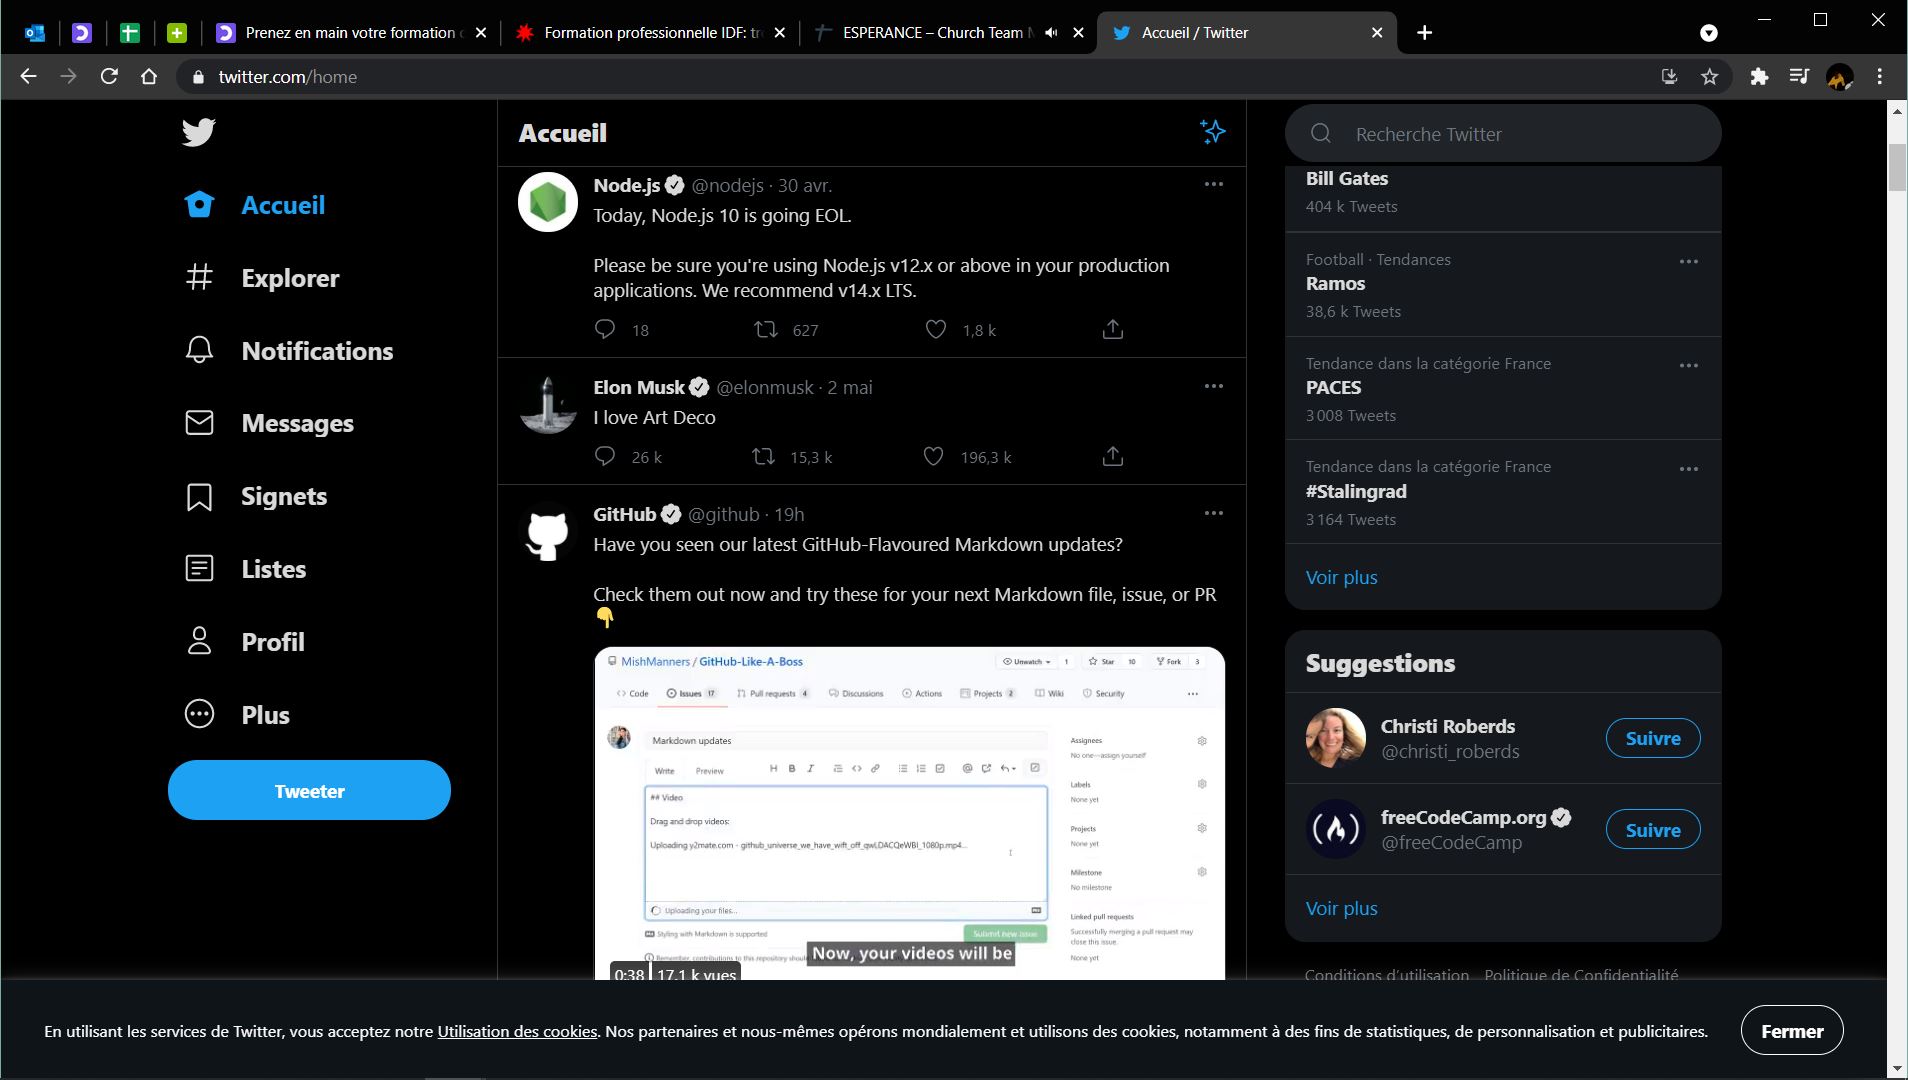 Prenez en main votre formation
Formation professionnelle IDF: tr
ESPERANCE – Church Team
Accueil / Twitter
twitter.com/home
Accueil
Explorer
Notifications
Messages
Signets
Listes
Profil
Plus
Tweeter
Accueil
Node.js @nodejs · 30 avr.
Today, Node.js 10 is going EOL.
Please be sure you're using Node.js v12.x or above in your production
applications. We recommend v14.x LTS.
18 627 1,8 k
Elon Musk @elonmusk · 2 mai
I love Art Deco
26 k 15,3 k 196,3 k
GitHub @github · 19h
Have you seen our latest GitHub-Flavoured Markdown updates?
Check them out now and try these for your next Markdown file, issue, or PR
MishManners / GitHub-Like-A-Boss
Unwatch 1 Star 10 Fork 3
Code Issues 17 Pull requests 4 Discussions Actions Projects 2 Wiki Security
Markdown updates
Write Preview
## Video
Drag and drop videos:
Uploading y2mate.com - github_universe_we_have_wift_off_qwLDACQeWBI_1080p.mp4...
Uploading your files...
Styling with Markdown is supported
Submit new issue
Remember, contributions to this repository
Assignees
No one—assign yourself
Labels
None yet
Projects
None yet
Milestone
No milestone
Linked pull requests
Successfully merging a pull request may
close this issue.
None yet
Now, your videos will be
0:38 17,1 k vues
Recherche Twitter
Bill Gates
404 k Tweets
Football · Tendances
Ramos
38,6 k Tweets
Tendance dans la catégorie France
PACES
3 008 Tweets
Tendance dans la catégorie France
#Stalingrad
3 164 Tweets
Voir plus
Suggestions
Christi Roberds
@christi_roberds
Suivre
freeCodeCamp.org
@freeCodeCamp
Suivre
Voir plus
Conditions d'utilisation Politique de Confidentialité
En utilisant les services de Twitter, vous acceptez notre Utilisation des cookies. Nos partenaires et nous-mêmes opérons mondialement et utilisons des cookies, notamment à des fins de statistiques, de personnalisation et publicitaires.
Fermer